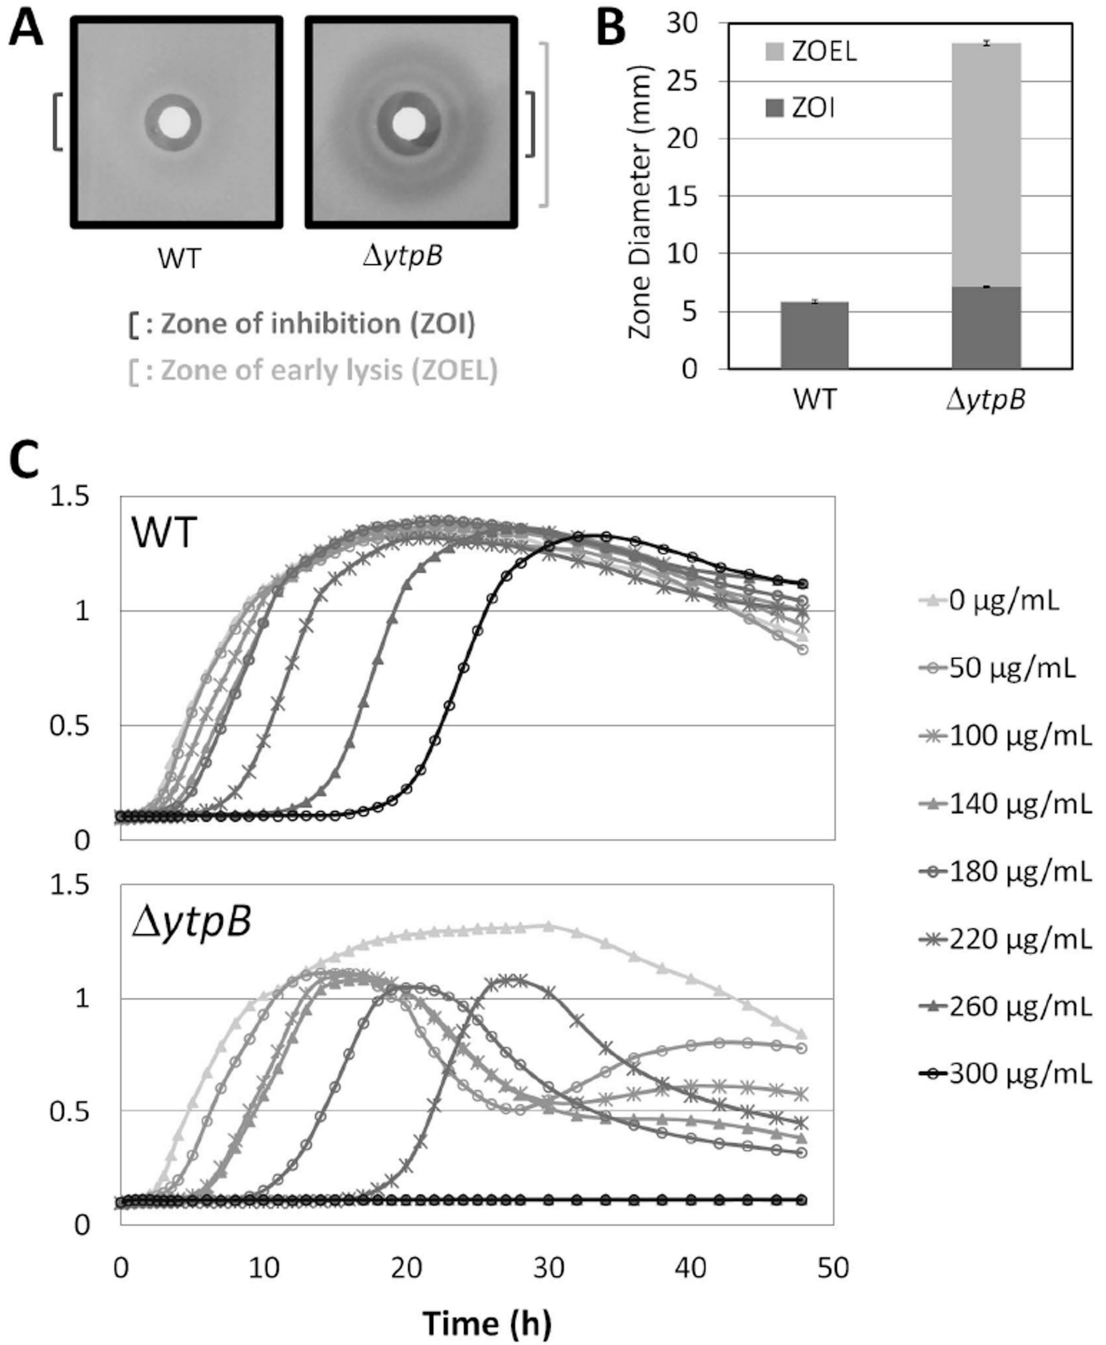 A
WT
ΔytpB
[ : Zone of inhibition (ZOI)
[ : Zone of early lysis (ZOEL)
B
Zone Diameter (mm)
30
25
20
15
10
5
0
ZOEL
ZOI
WT
ΔytpB
C
1.5
1
0.5
0
WT
1.5
1
0.5
0
ΔytpB
0 10 20 30 40 50
Time (h)
0 µg/mL
50 µg/mL
100 µg/mL
140 µg/mL
180 µg/mL
220 µg/mL
260 µg/mL
300 µg/mL